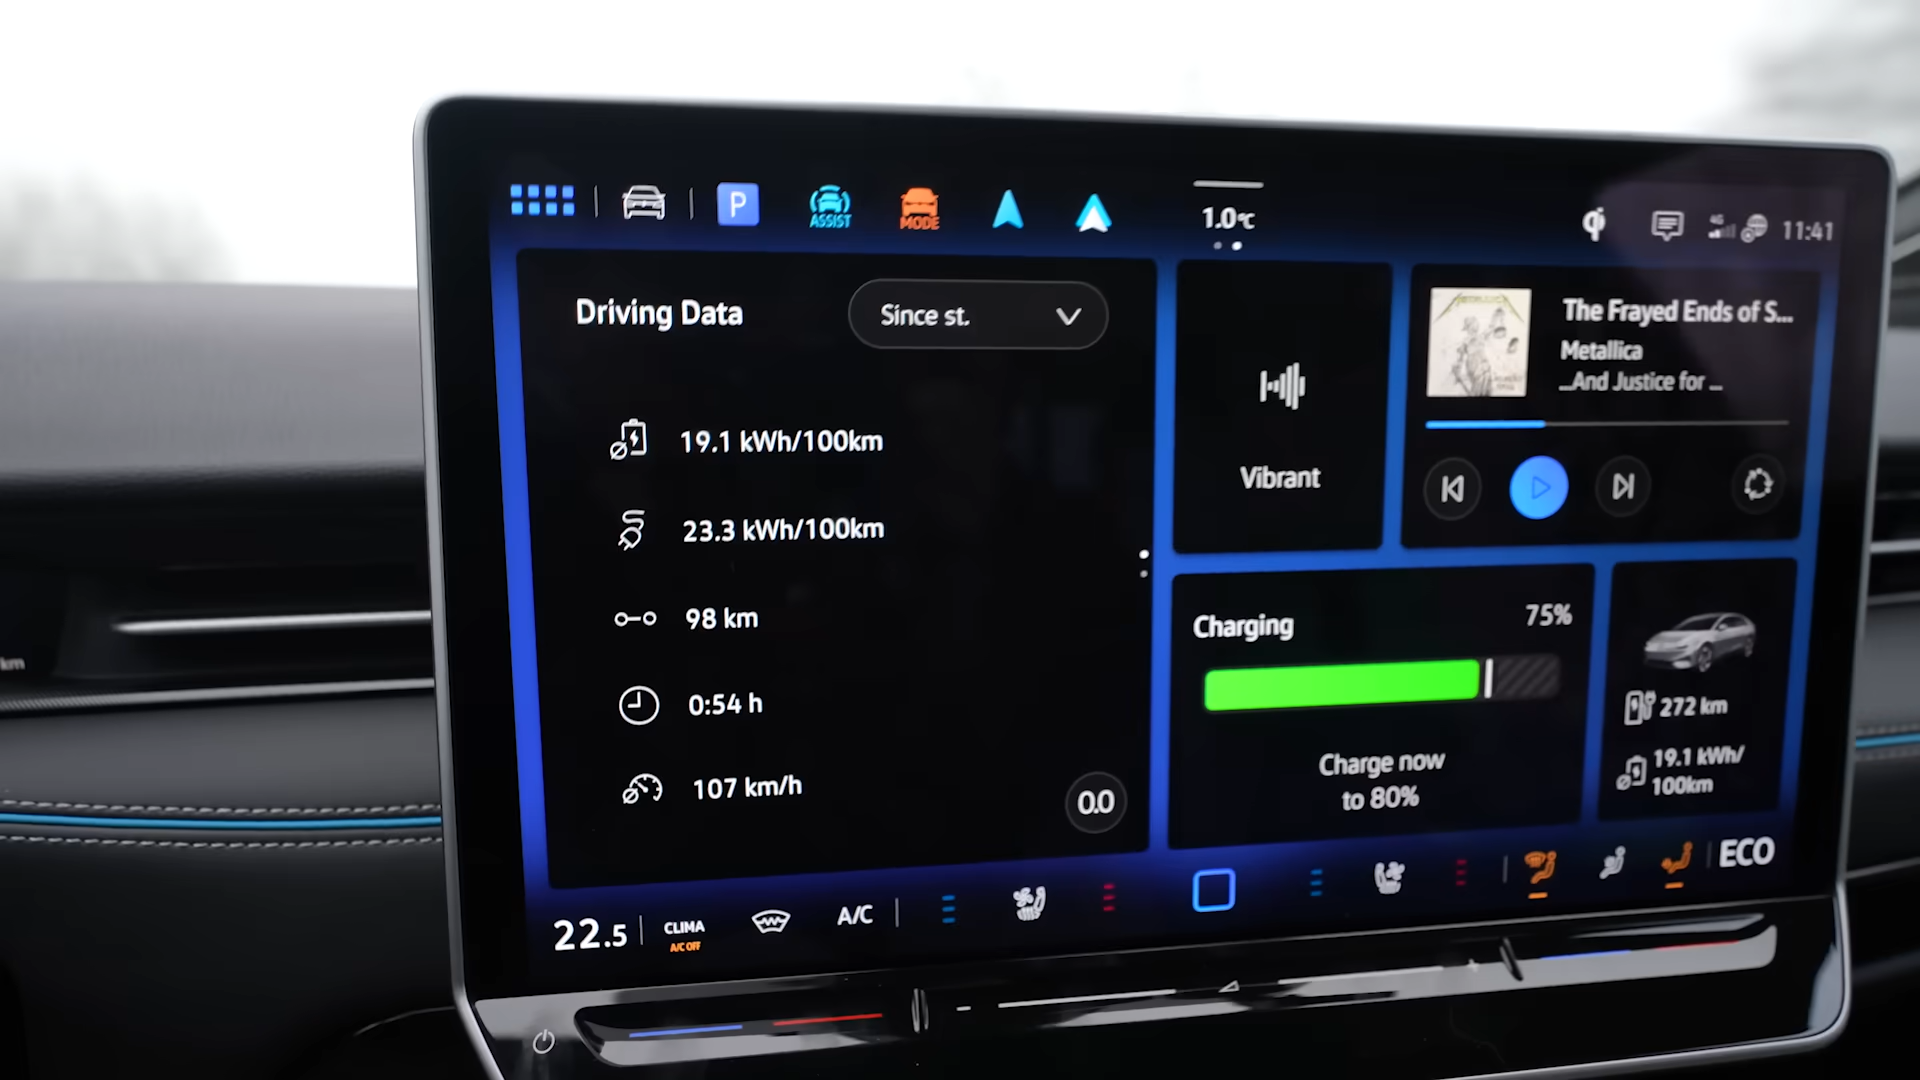 P
ASSIST
MODE
1.0°C
4G
11:41
Driving Data
Since st.
19.1 kWh/100km
23.3 kWh/100km
98 km
0:54 h
107 km/h
0.0
Vibrant
The Frayed Ends of S...
Metallica
...And Justice for ...
Charging
75%
Charge now
to 80%
272 km
19.1 kWh/
100km
22.5
CLIMA
A/C OFF
A/C
ECO
km